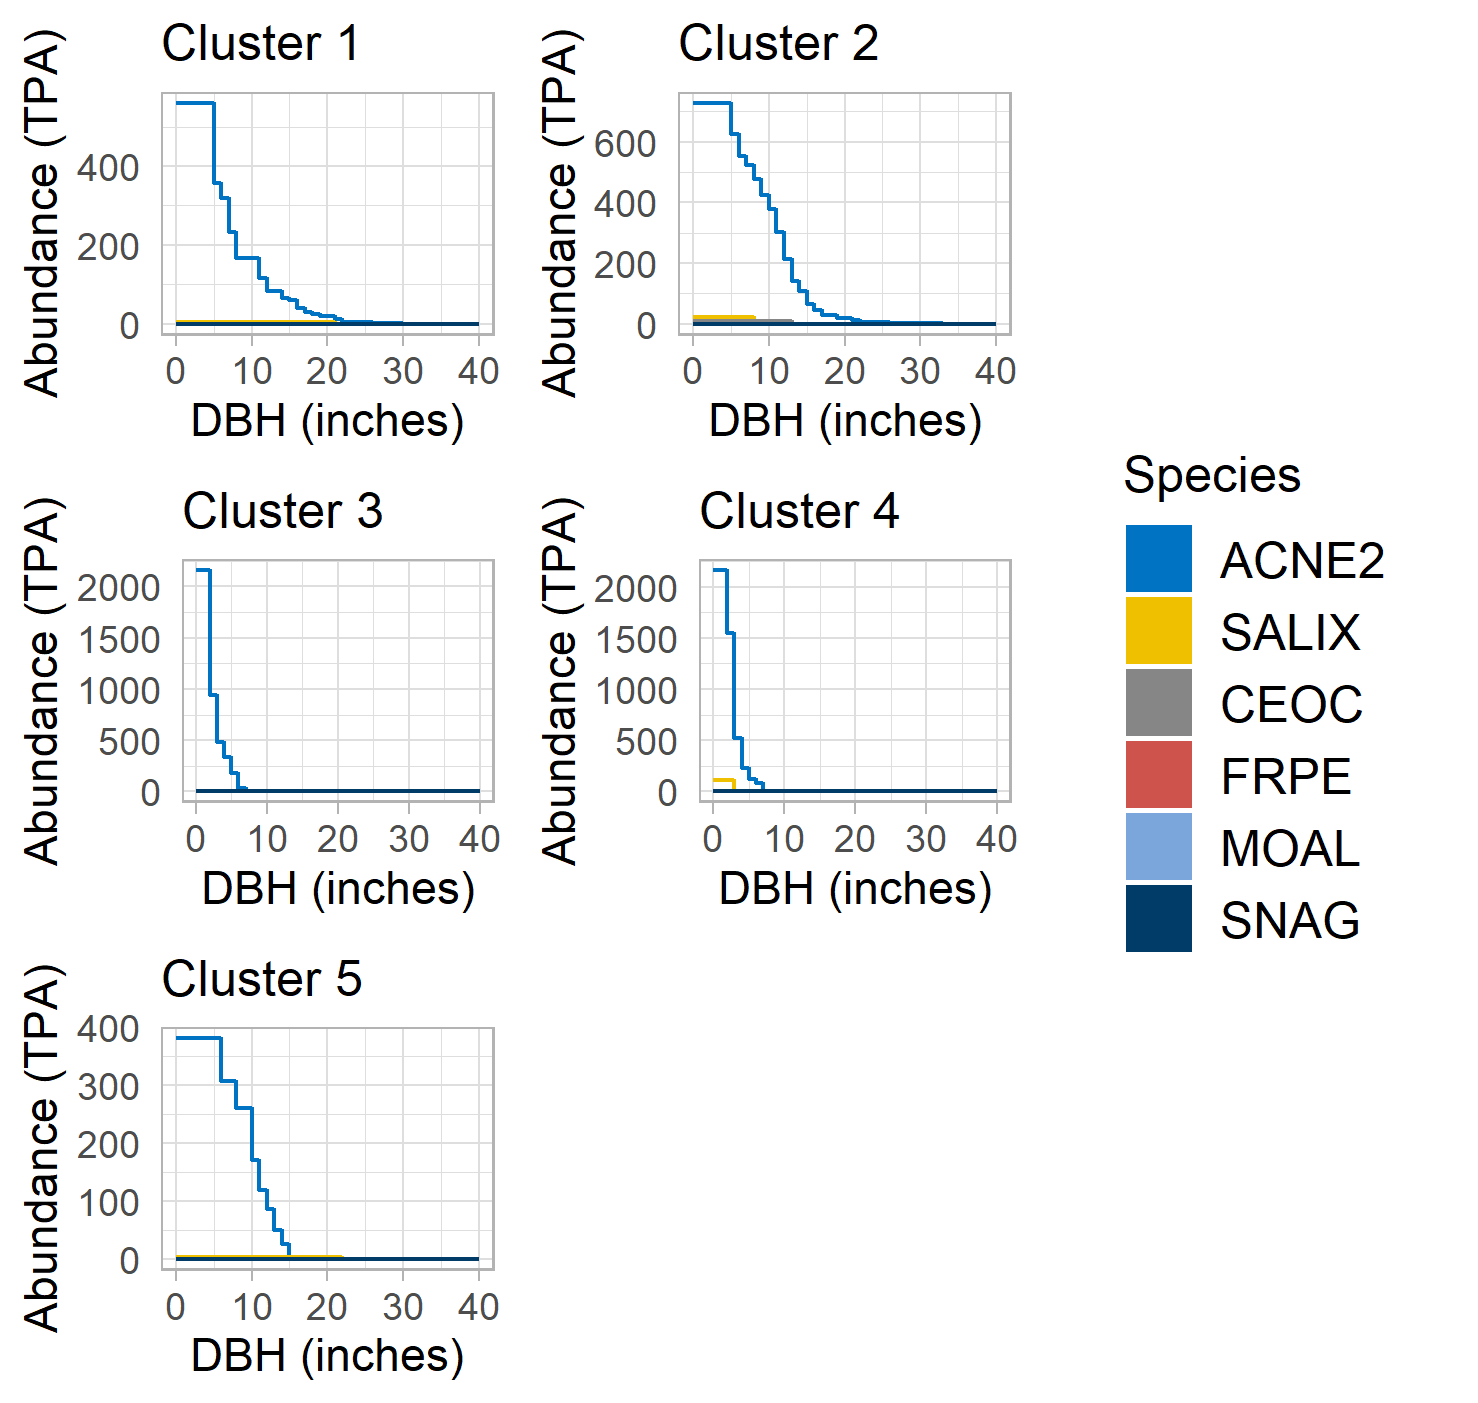 Cluster 1
Abundance (TPA)
400
200
0
0 10 20 30 40
DBH (inches)
Cluster 2
Abundance (TPA)
600
400
200
0
0 10 20 30 40
DBH (inches)
Cluster 3
Abundance (TPA)
2000
1500
1000
500
0
0 10 20 30 40
DBH (inches)
Cluster 4
Abundance (TPA)
2000
1500
1000
500
0
0 10 20 30 40
DBH (inches)
Cluster 5
Abundance (TPA)
400
300
200
100
0
0 10 20 30 40
DBH (inches)
Species
ACNE2
SALIX
CEOC
FRPE
MOAL
SNAG